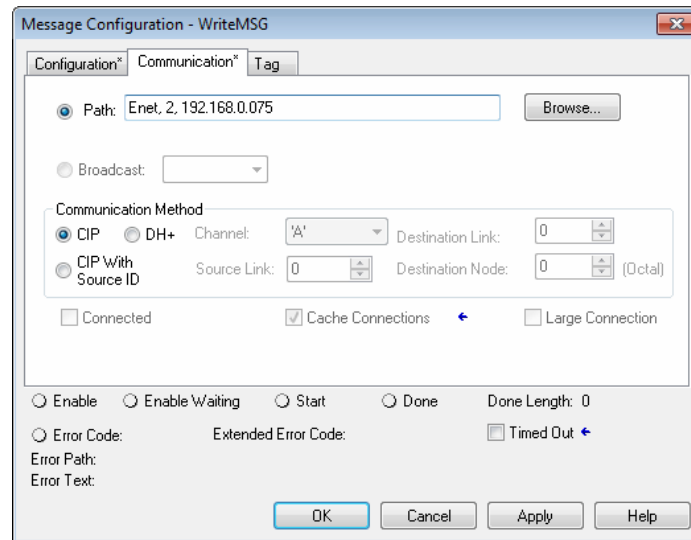 Message Configuration - WriteMSG
Configuration* Communication* Tag
Path: Enet, 2, 192.168.0.075 Browse...
Broadcast:
Communication Method
CIP DH+ Channel: 'A' Destination Link: 0
CIP With Source ID Source Link: 0 Destination Node: 0 (Octal)
Connected Cache Connections Large Connection
Enable Enable Waiting Start Done Done Length: 0
Error Code: Extended Error Code: Timed Out
Error Path:
Error Text:
OK Cancel Apply Help